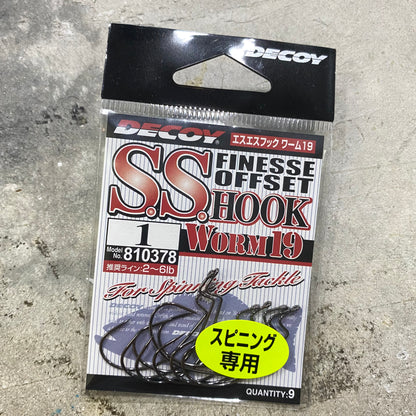 DECOY
DECOY
エスエスフック ワーム19
S.S.
FINESSE
OFFSET
HOOK
WORM19
1
Model No. 810378
推奨ライン:2～6lb
For Spinning Tackle
スピニング
専用
QUANTITY:9